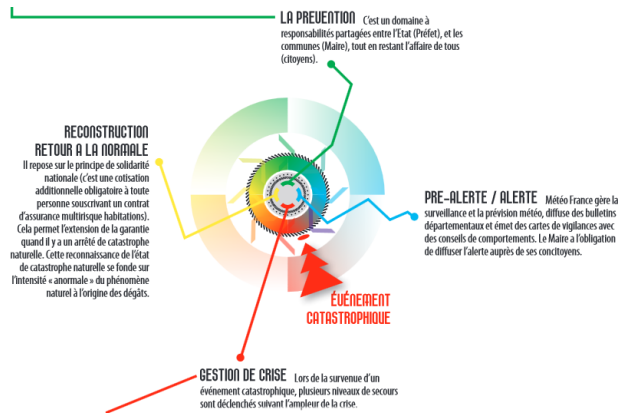 LA PREVENTION C'est un domaine à
responsabilités partagées entre l'Etat (Préfet), et les
communes (Maire), tout en restant l'affaire de tous
(citoyens).
RECONSTRUCTION
RETOUR A LA NORMALE
Il repose sur le principe de solidarité
nationale (c'est une cotisation
additionnelle obligatoire à toute
personne souscrivant un contrat
d'assurance multirisque habitations).
Cela permet l'extension de la garantie
quand il y a un arrêté de catastrophe
naturelle. Cette reconnaissance de l'état
de catastrophe naturelle se fonde sur
l'intensité « anormale » du phénomène
naturel à l'origine des dégâts.
PRE-ALERTE / ALERTE Météo France gère la
surveillance et la prévision météo, diffuse des bulletins
départementaux et émet des cartes de vigilances avec
des conseils de comportements. Le Maire a l'obligation
de diffuser l'alerte auprès de ses concitoyens.
ÉVÉNEMENT
CATASTROPHIQUE
GESTION DE CRISE Lors de la survenue d'un
événement catastrophique, plusieurs niveaux de secours
sont déclenchés suivant l'ampleur de la crise.